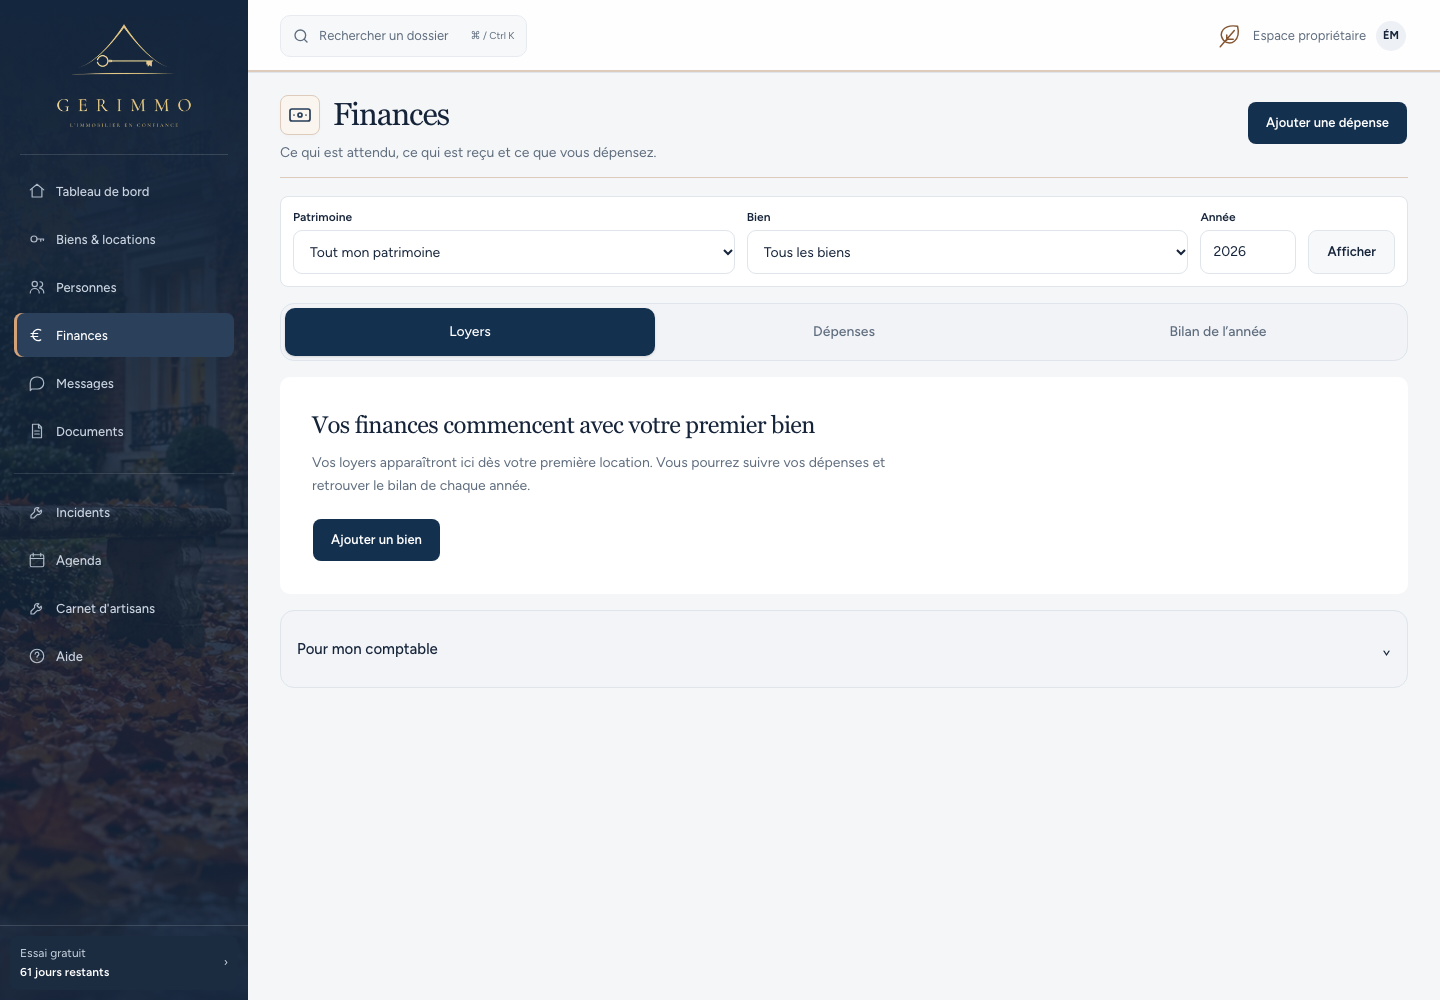 GERIMMO
L'IMMOBILIER EN CONFIANCE
Tableau de bord
Biens & locations
Personnes
Finances
Messages
Documents
Incidents
Agenda
Carnet d'artisans
Aide
Essai gratuit
61 jours restants
Rechercher un dossier ⌘ / Ctrl K
Espace propriétaire ÉM
Finances
Ce qui est attendu, ce qui est reçu et ce que vous dépensez.
Ajouter une dépense
Patrimoine Bien Année
Tout mon patrimoine Tous les biens 2026 Afficher
Loyers Dépenses Bilan de l’année
Vos finances commencent avec votre premier bien
Vos loyers apparaîtront ici dès votre première location. Vous pourrez suivre vos dépenses et
retrouver le bilan de chaque année.
Ajouter un bien
Pour mon comptable